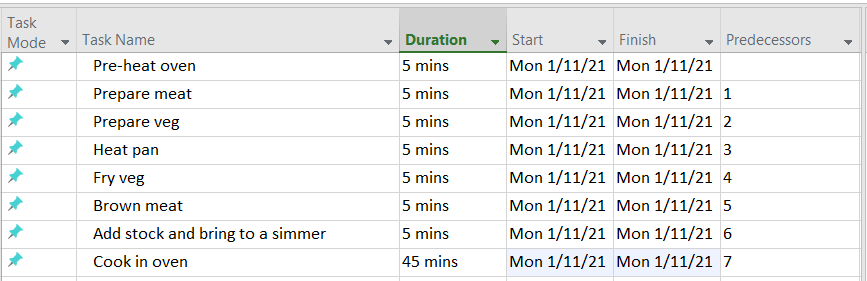 Task Mode Task Name Duration Start Finish Predecessors
Pre-heat oven 5 mins Mon 1/11/21 Mon 1/11/21
Prepare meat 5 mins Mon 1/11/21 Mon 1/11/21 1
Prepare veg 5 mins Mon 1/11/21 Mon 1/11/21 2
Heat pan 5 mins Mon 1/11/21 Mon 1/11/21 3
Fry veg 5 mins Mon 1/11/21 Mon 1/11/21 4
Brown meat 5 mins Mon 1/11/21 Mon 1/11/21 5
Add stock and bring to a simmer 5 mins Mon 1/11/21 Mon 1/11/21 6
Cook in oven 45 mins Mon 1/11/21 Mon 1/11/21 7